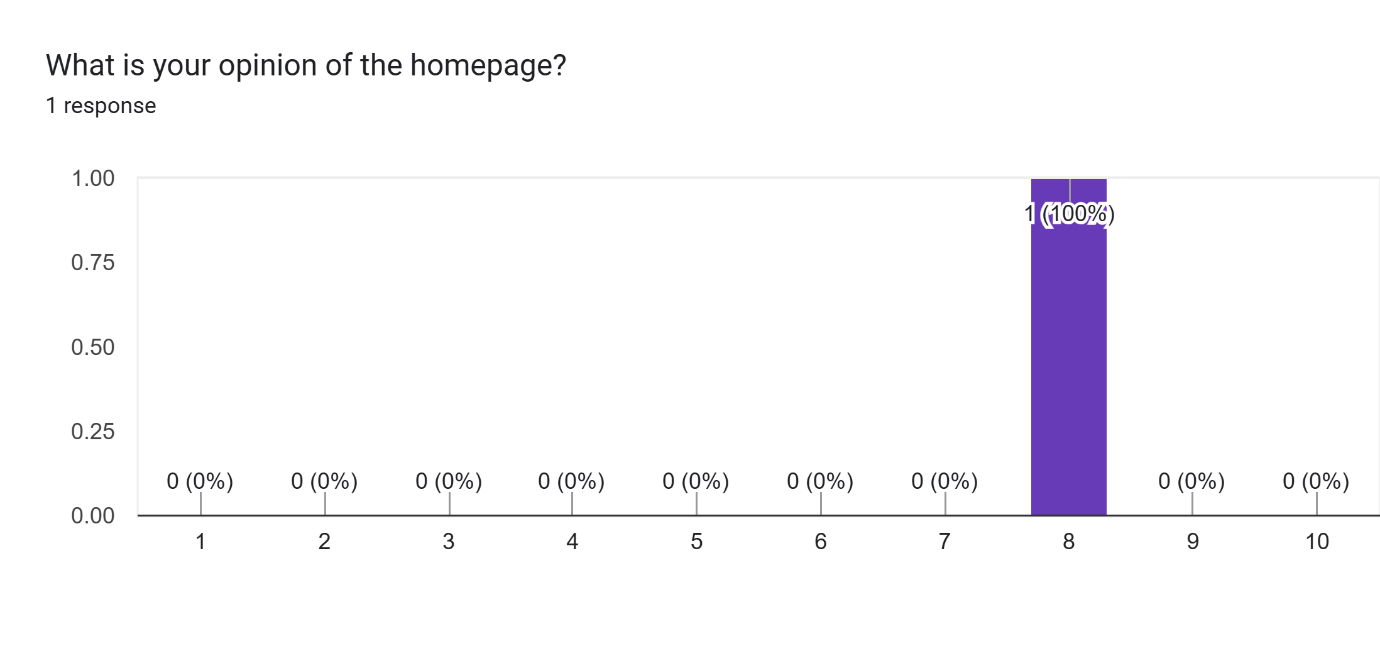 What is your opinion of the homepage?
1 response
1.00
1 (100%)
0.75
0.50
0.25
0 (0%) 0 (0%) 0 (0%) 0 (0%) 0 (0%) 0 (0%) 0 (0%) 0 (0%) 0 (0%)
0.00
1 2 3 4 5 6 7 8 9 10